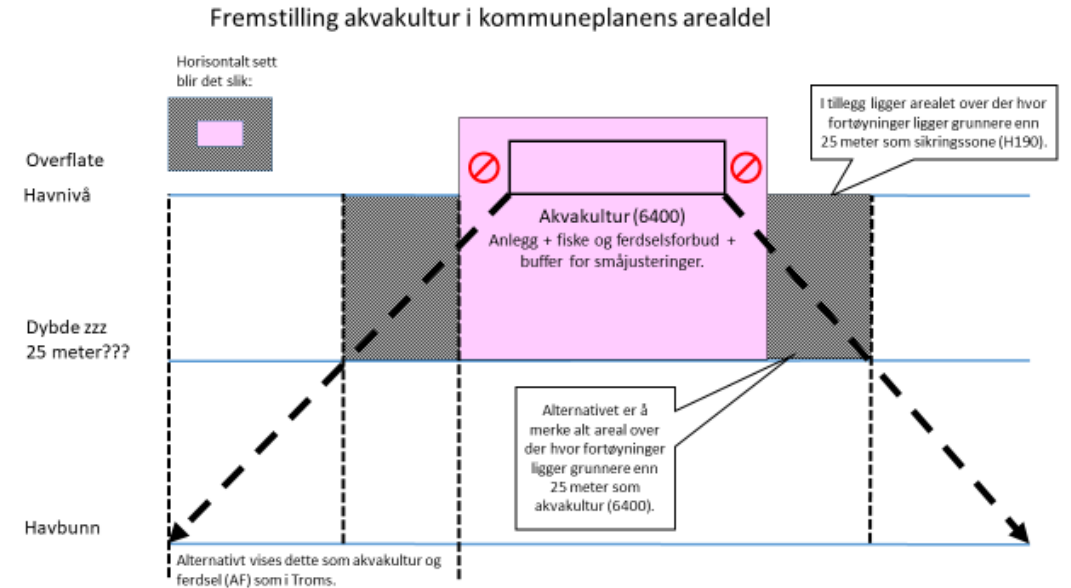 Fremstilling akvakultur i kommuneplanens arealdel
Horisontalt sett
blir det slik:
I tillegg ligger arealet over der hvor
fortøyninger ligger grunnere enn
25 meter som sikringssone (H190).
Overflate
Havnivå
Akvakultur (6400)
Anlegg + fiske og ferdselsforbud +
buffer for småjusteringer.
Dybde zzz
25 meter???
Alternativet er å
merke alt areal over
der hvor fortøyninger
ligger grunnere enn
25 meter som
akvakultur (6400).
Havbunn
Alternativt vises dette som akvakultur og
ferdsel (AF) som i Troms.